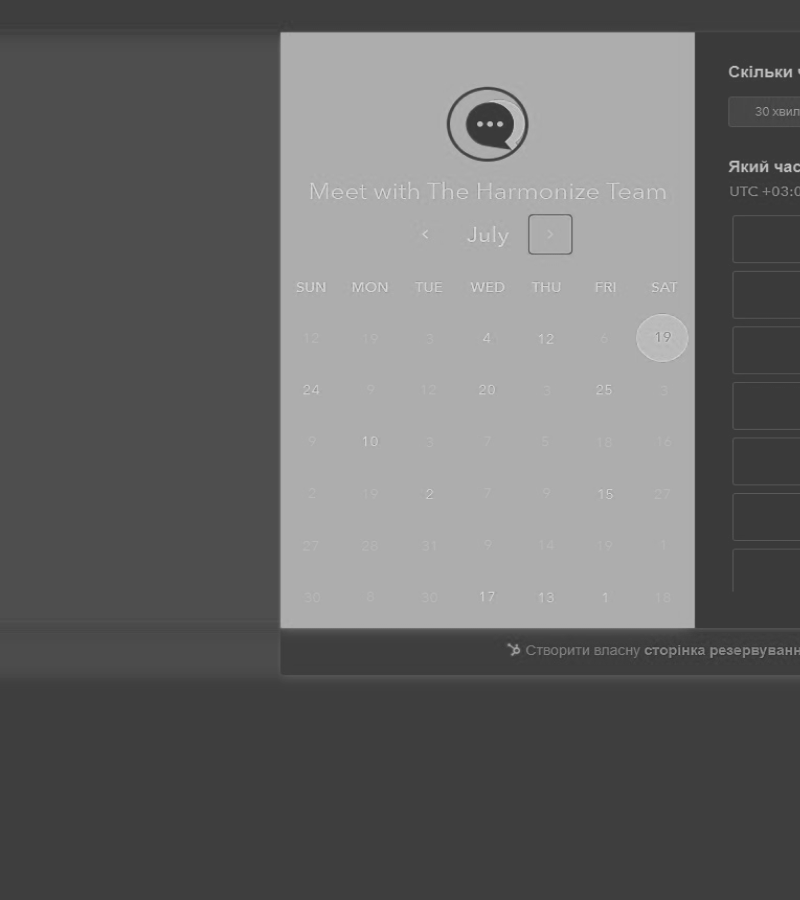 Meet with The Harmonize Team
July
SUN MON TUE WED THU FRI SAT
12 19 3 4 12 6 19
24 9 12 20 3 25 3
9 10 3 7 5 18 16
2 19 2 7 9 15 27
27 28 31 9 14 19 1
30 8 30 17 13 1 18
Скільки
30 хвил
Який час
UTC +03:0
Створити власну сторінка резервуванн